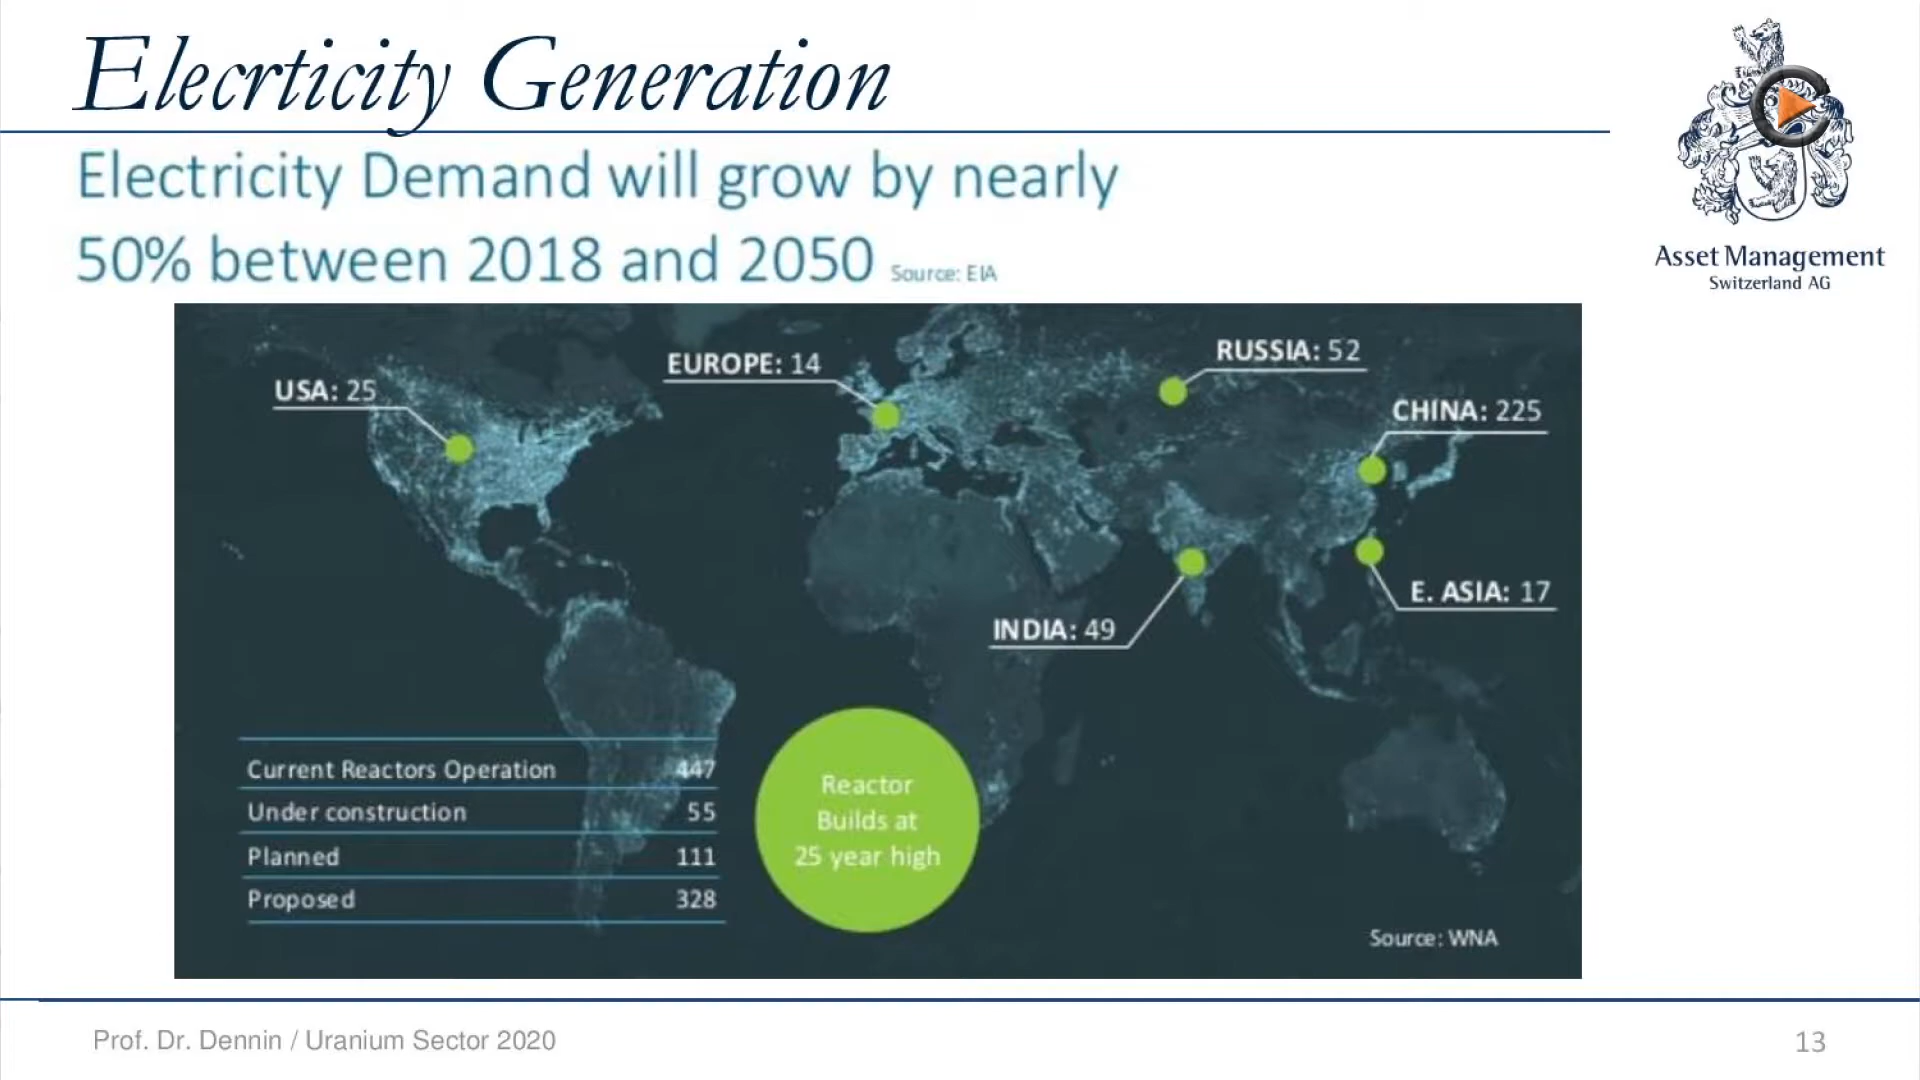 Elecrticity Generation
Electricity Demand will grow by nearly
50% between 2018 and 2050 Source: EIA
Asset Management
Switzerland AG
USA: 25
EUROPE: 14
RUSSIA: 52
CHINA: 225
E. ASIA: 17
INDIA: 49
Current Reactors Operation 447
Under construction 55
Planned 111
Proposed 328
Reactor
Builds at
25 year high
Source: WNA
Prof. Dr. Dennin / Uranium Sector 2020
13